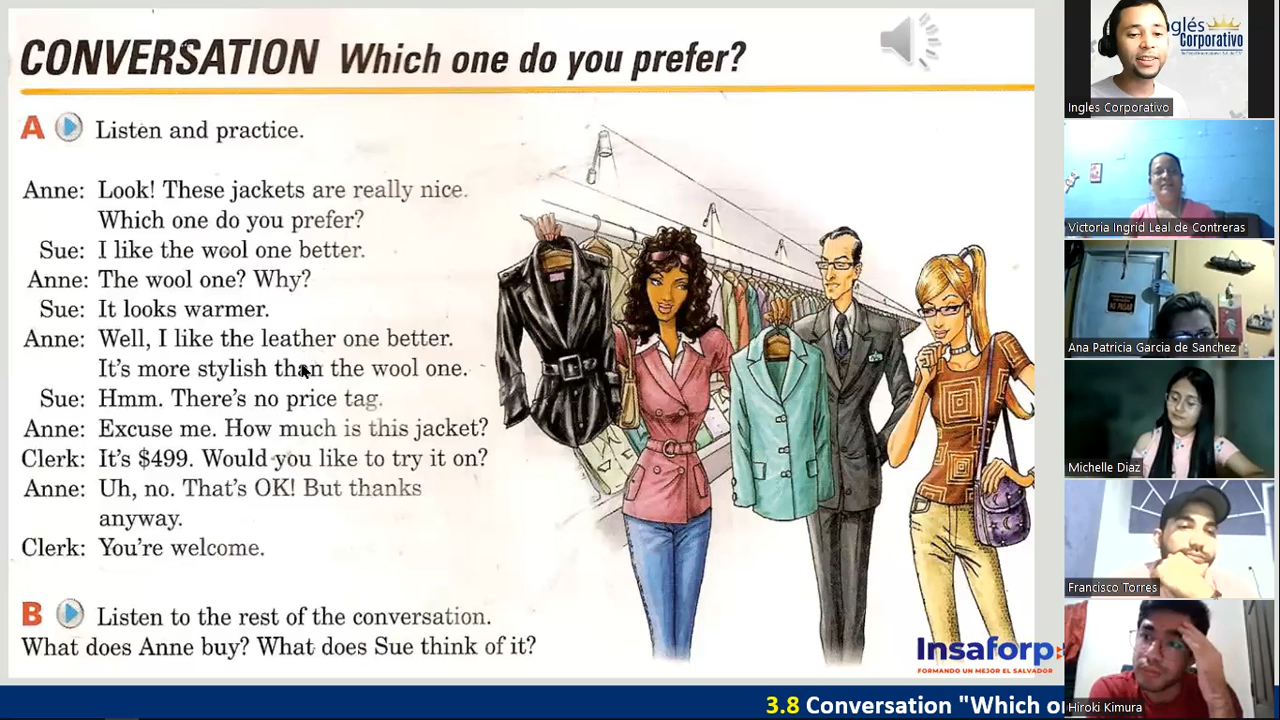 CONVERSATION Which one do you prefer?
A Listen and practice.
Anne: Look! These jackets are really nice.
Which one do you prefer?
Sue: I like the wool one better.
Anne: The wool one? Why?
Sue: It looks warmer.
Anne: Well, I like the leather one better.
It's more stylish than the wool one.
Sue: Hmm. There's no price tag.
Anne: Excuse me. How much is this jacket?
Clerk: It's $499. Would you like to try it on?
Anne: Uh, no. That's OK! But thanks
anyway.
Clerk: You're welcome.
B Listen to the rest of the conversation.
What does Anne buy? What does Sue think of it?
Insaforp
FORMANDO UN MEJOR EL SALVADOR
3.8 Conversation "Which
Inglés
Corporativo
Ingles Corporativo
Victoria Ingrid Leal de Contreras
NO PASAR
Ana Patricia Garcia de Sanchez
Michelle Diaz
Francisco Torres
Hiroki Kimura